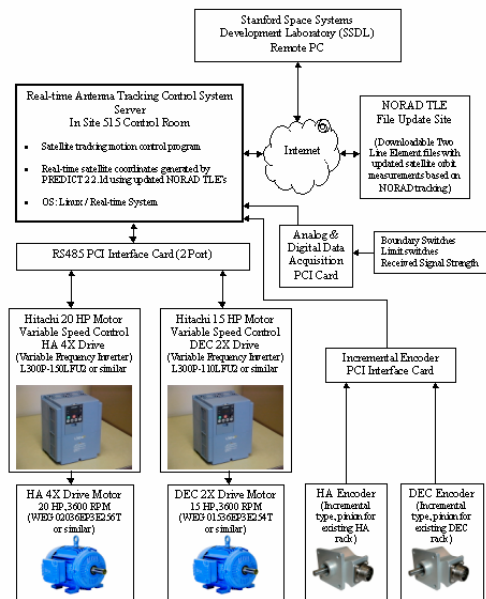 Stanford Space Systems
Development Laboratory (SSDL)
Remote PC
Real-time Antenna Tracking Control System
Server
In Site 515 Control Room
▪ Satellite tracking motion control program
▪ Real-time satellite coordinates generated by
PREDICT 2.2.1d using updated NORAD TLE's
▪ OS: Linux / Real-time System
Internet
NORAD TLE
File Update Site
(Downloadable Two
Line Element files with
updated satellite orbit
measurements based on
NORAD tracking)
RS485 PCI Interface Card (2 Port)
Analog &
Digital Data
Acquisition
PCI Card
Boundary Switches
Limit switches
Received Signal Strength
Hitachi 20 HP Motor
Variable Speed Control
HA 4X Drive
(Variable Frequency Inverter)
L300P-150LFU2 or similar
Hitachi 15 HP Motor
Variable Speed Control
DEC 2X Drive
(Variable Frequency Inverter)
L300P-110LFU2 or similar
Incremental Encoder
PCI Interface Card
HA 4X Drive Motor
20 HP, 3600 RPM
(WEG 02036EP3E256T
or similar)
DEC 2X Drive Motor
15 HP, 3600 RPM
(WEG 01536EP3E254T
or similar)
HA Encoder
(Incremental
type, pinion for
existing HA
rack)
DEC Encoder
(Incremental
type, pinion for
existing DEC
rack)